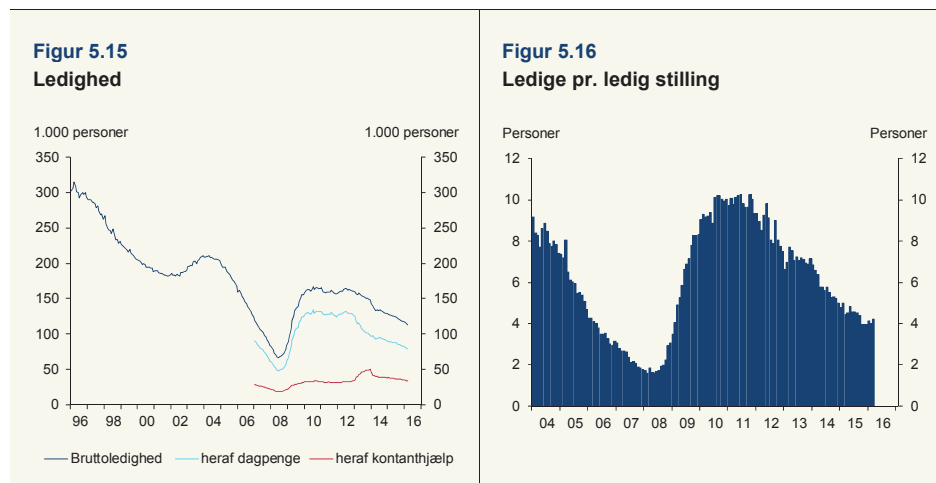 Figur 5.15
Ledighed
1.000 personer 1.000 personer
350 350
300 300
250 250
200 200
150 150
100 100
50 50
0 0
96 98 00 02 04 06 08 10 12 14 16
Bruttoledighed heraf dagpenge heraf kontanthjælp
Figur 5.16
Ledige pr. ledig stilling
Personer Personer
12 12
10 10
8 8
6 6
4 4
2 2
0 0
04 05 06 07 08 09 10 11 12 13 14 15 16